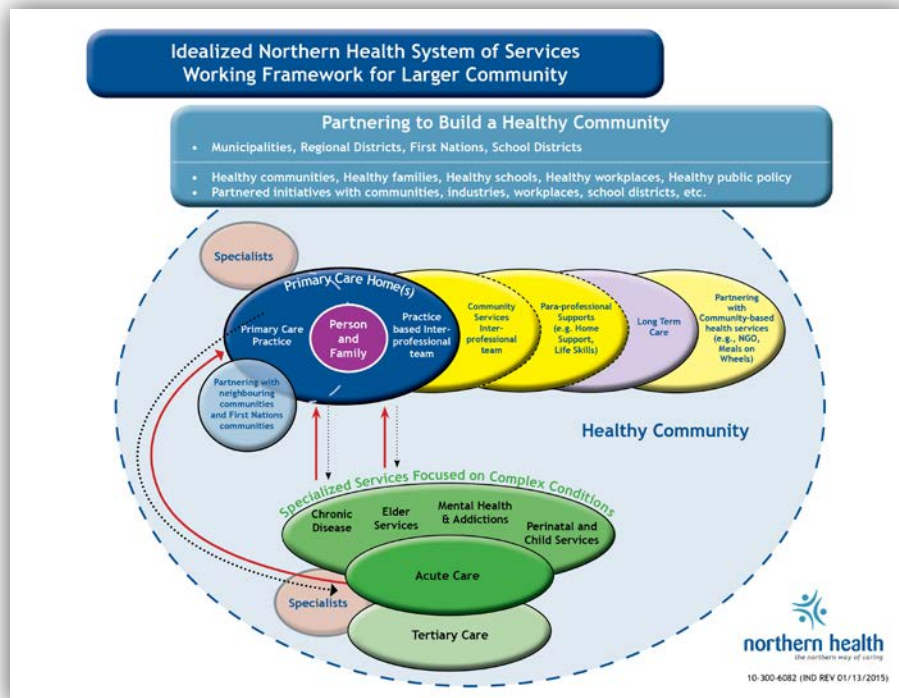 Idealized Northern Health System of Services
Working Framework for Larger Community
Partnering to Build a Healthy Community
• Municipalities, Regional Districts, First Nations, School Districts
• Healthy communities, Healthy families, Healthy schools, Healthy workplaces, Healthy public policy
• Partnered initiatives with communities, industries, workplaces, school districts, etc.
Specialists
Primary Care Home(s)
Primary Care
Practice
Person
and
Family
Practice
based Inter-
professional
team
Community
Services
Inter-
professional
team
Para-professional
Supports
(e.g. Home
Support,
Life Skills)
Long Term
Care
Partnering
with
Community-based
health services
(e.g., NGO,
Meals on
Wheels)
Partnering with
neighbouring
communities
and First Nations
communities
Healthy Community
Specialized Services Focused on Complex Conditions
Chronic
Disease
Elder
Services
Mental Health
& Addictions
Perinatal and
Child Services
Acute Care
Specialists
Tertiary Care
northern health
the northern way of caring
10-300-6082 (IND REV 01/13/2015)